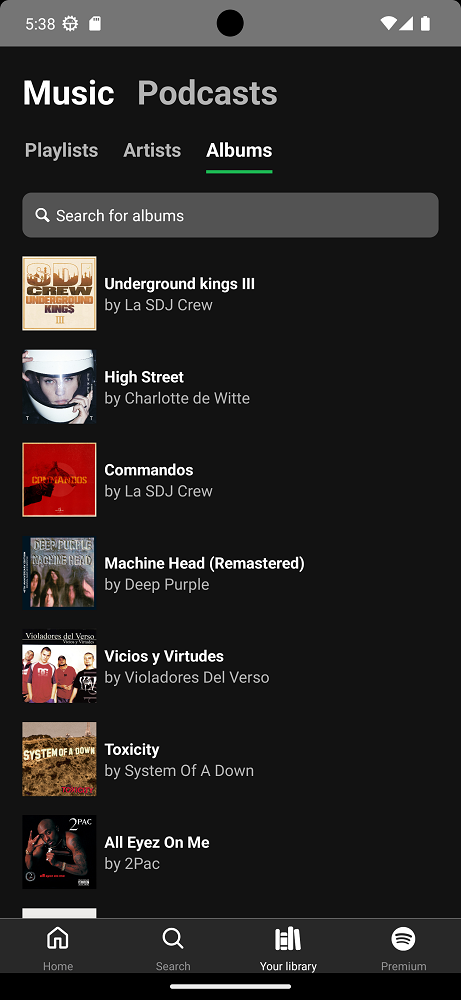 5:38
Music Podcasts
Playlists Artists Albums
Search for albums
SDJ
CREW
UNDERGROUND
KING$
III
Underground kings III
by La SDJ Crew
High Street
by Charlotte de Witte
COMMANDOS
Commandos
by La SDJ Crew
DEEP PURPLE
MACHINE HEAD
Machine Head (Remastered)
by Deep Purple
Violadores del Verso
Vicios y Virtudes
Vicios y Virtudes
by Violadores Del Verso
SYSTEM OF A DOWN
Toxicity
by System Of A Down
2PAC
All Eyez On Me
by 2Pac
Home Search Your library Premium